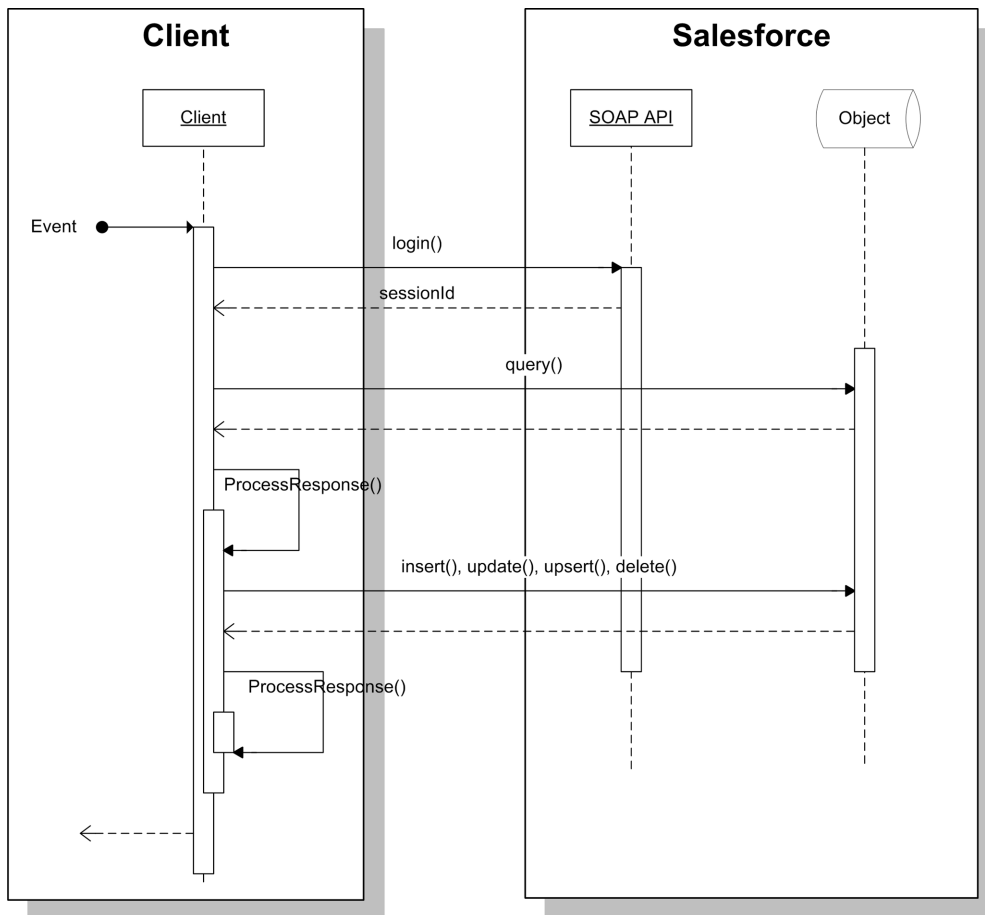 Client
Salesforce
Client
SOAP API
Object
Event
login()
sessionId
query()
ProcessResponse()
insert(), update(), upsert(), delete()
ProcessResponse()